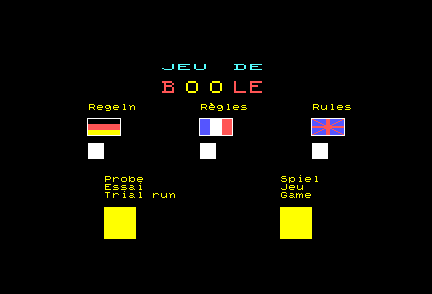 JEU DE
BOOLE
Regeln Règles Rules
Probe Spiel
Essai Jeu
Trial run Game